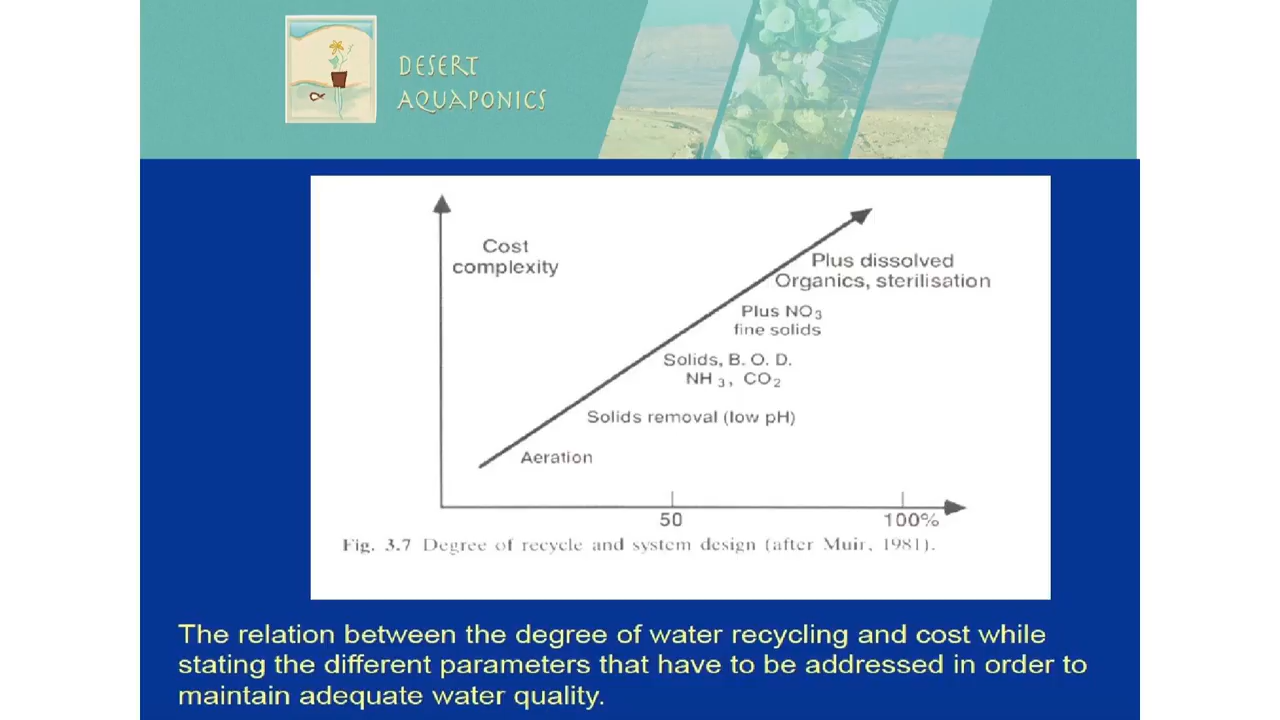 DESERT
AQUAPONICS
Cost
complexity
Plus dissolved
Organics, sterilisation
Plus NO₃
fine solids
Solids, B. O. D.
NH ₃ , CO₂
Solids removal (low pH)
Aeration
50
100%
Fig. 3.7 Degree of recycle and system design (after Muir, 1981).
The relation between the degree of water recycling and cost while
stating the different parameters that have to be addressed in order to
maintain adequate water quality.